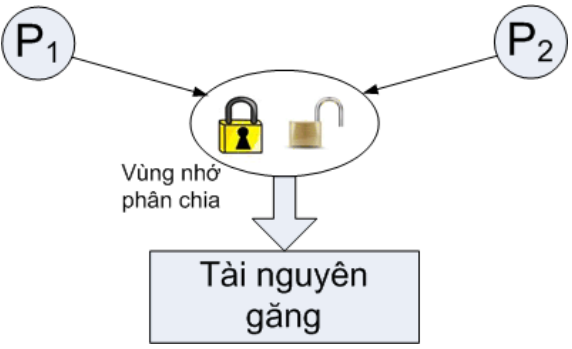 P1
P2
Vùng nhớ
phân chia
Tài nguyên
găng